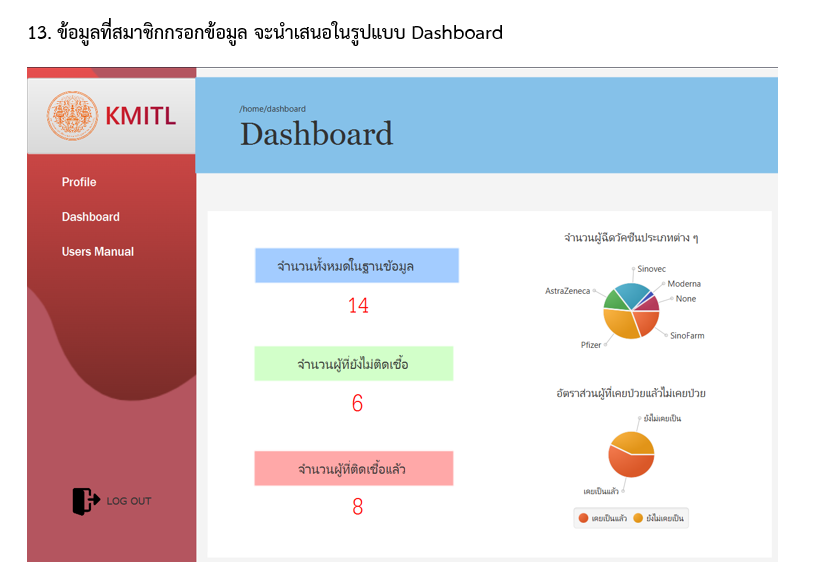 13. ข้อมูลที่สมาชิกกรอกข้อมูล จะนำเสนอในรูปแบบ Dashboard
KMITL
/home/dashboard
Dashboard
Profile
Dashboard
Users Manual
LOG OUT
จำนวนทั้งหมดในฐานข้อมูล
14
จำนวนผู้ที่ยังไม่ติดเชื้อ
6
จำนวนผู้ที่ติดเชื้อแล้ว
8
จำนวนผู้ฉีดวัคซีนประเภทต่าง ๆ
Sinovec
Moderna
AstraZeneca
None
SinoFarm
Pfizer
อัตราส่วนผู้ที่เคยป่วยแล้วไม่เคยป่วย
ยังไม่เคยเป็น
เคยเป็นแล้ว
เคยเป็นแล้ว ยังไม่เคยเป็น